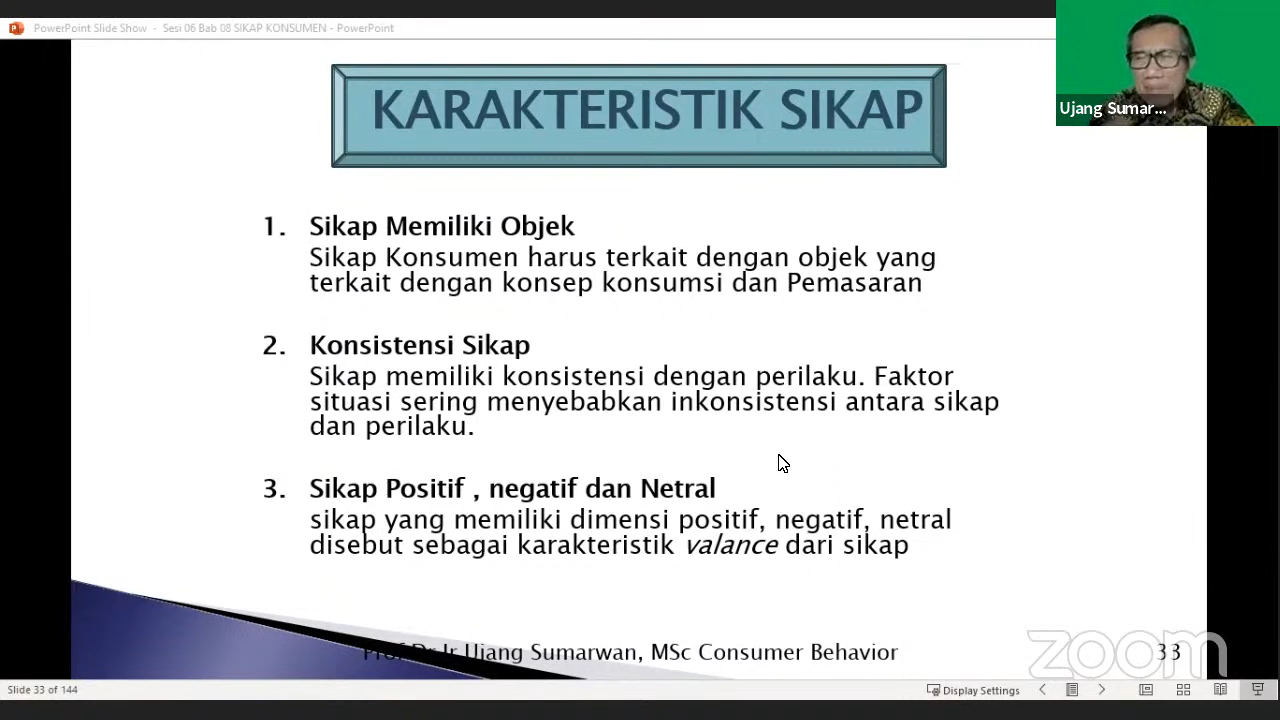 PowerPoint Slide Show - Sesi 06 Bab 08 SIKAP KONSUMEN - PowerPoint
Ujang Sumar...
KARAKTERISTIK SIKAP
1. Sikap Memiliki Objek
Sikap Konsumen harus terkait dengan objek yang
terkait dengan konsep konsumsi dan Pemasaran
2. Konsistensi Sikap
Sikap memiliki konsistensi dengan perilaku. Faktor
situasi sering menyebabkan inkonsistensi antara sikap
dan perilaku.
3. Sikap Positif , negatif dan Netral
sikap yang memiliki dimensi positif, negatif, netral
disebut sebagai karakteristik valance dari sikap
Prof Dr Ir Ujang Sumarwan, MSc Consumer Behavior
33
zoom
Slide 33 of 144
Display Settings